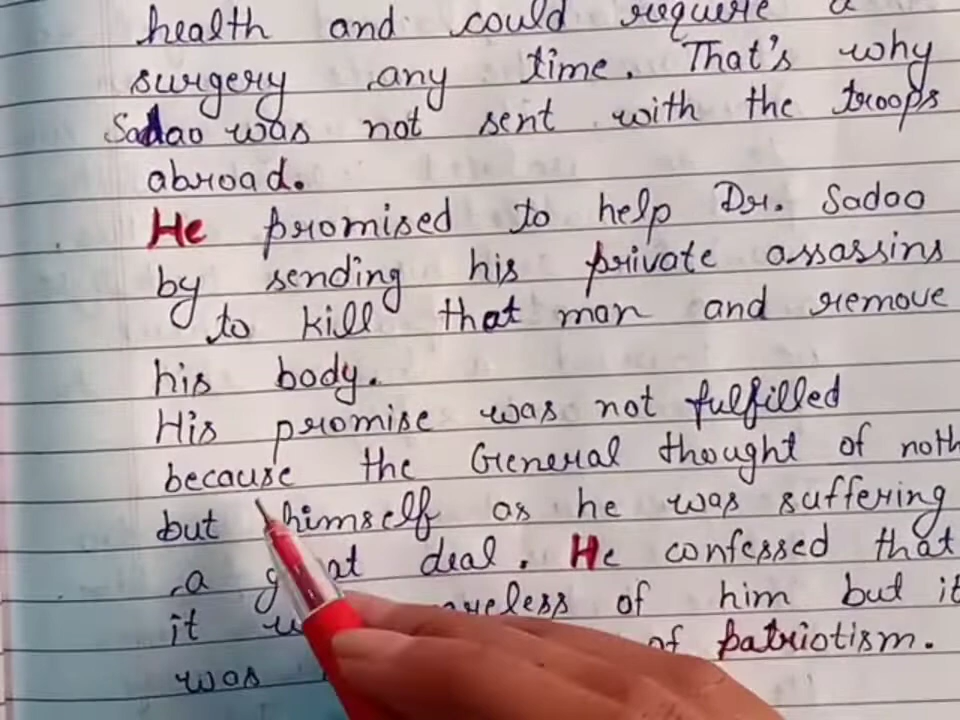 health and could require a
surgery any time. That's why
Sadao was not sent with the troops
abroad.
He promised to help Dr. Sadao
by sending his private assassins
to kill that man and remove
his body.
His promise was not fulfilled
because the General thought of noth
but himself as he was suffering
a deal. He confessed that
it of him but it
was of patriotism.